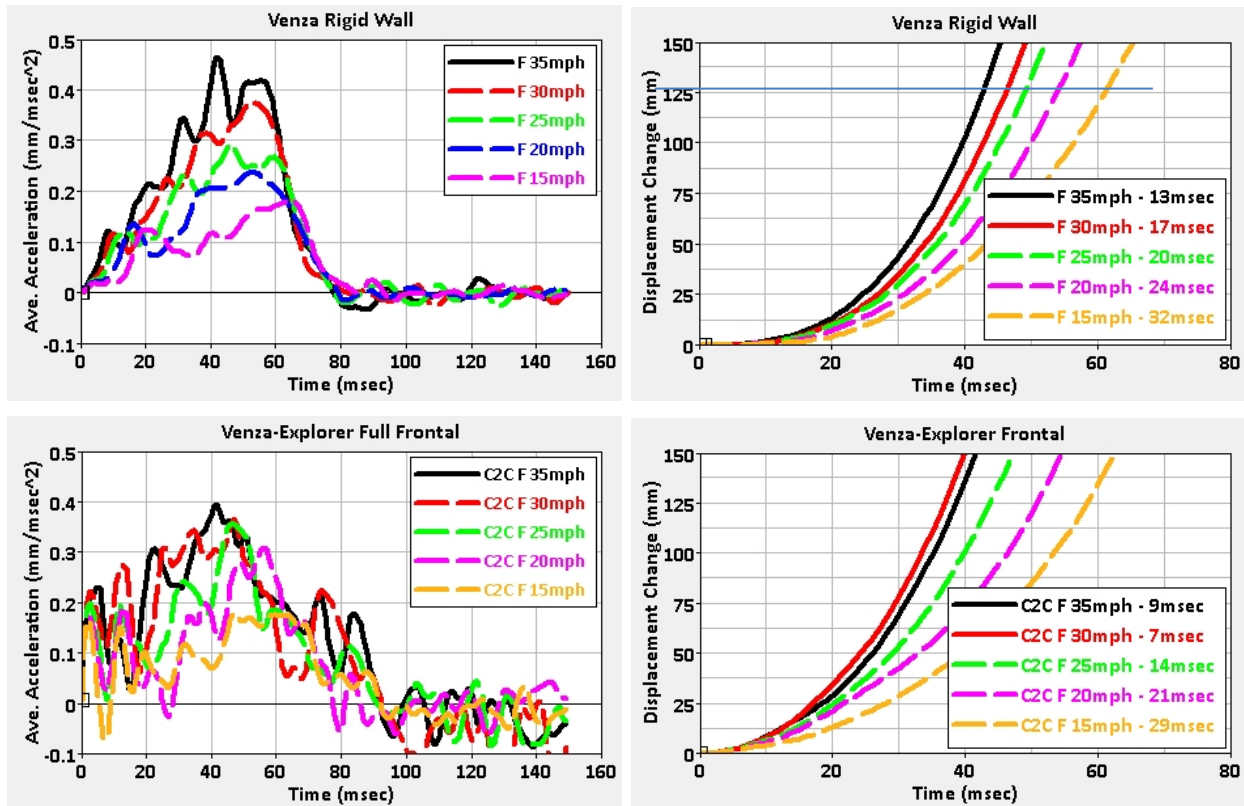 Venza Rigid Wall
Ave. Acceleration (mm/msec^2)
0.5
0.4
0.3
0.2
0.1
0
-0.1
F 35mph
F 30mph
F 25mph
F 20mph
F 15mph
0 20 40 60 80 100 120 140 160
Time (msec)
Venza Rigid Wall
Displacement Change (mm)
150
125
100
75
50
25
0
F 35mph - 13msec
F 30mph - 17msec
F 25mph - 20msec
F 20mph - 24msec
F 15mph - 32msec
0 20 40 60 80
Time (msec)
Venza-Explorer Full Frontal
Ave. Acceleration (mm/msec^2)
0.5
0.4
0.3
0.2
0.1
0
-0.1
C2C F 35mph
C2C F 30mph
C2C F 25mph
C2C F 20mph
C2C F 15mph
0 20 40 60 80 100 120 140 160
Time (msec)
Venza-Explorer Frontal
Displacement Change (mm)
150
125
100
75
50
25
0
C2C F 35mph - 9msec
C2C F 30mph - 7msec
C2C F 25mph - 14msec
C2C F 20mph - 21msec
C2C F 15mph - 29msec
0 20 40 60 80
Time (msec)